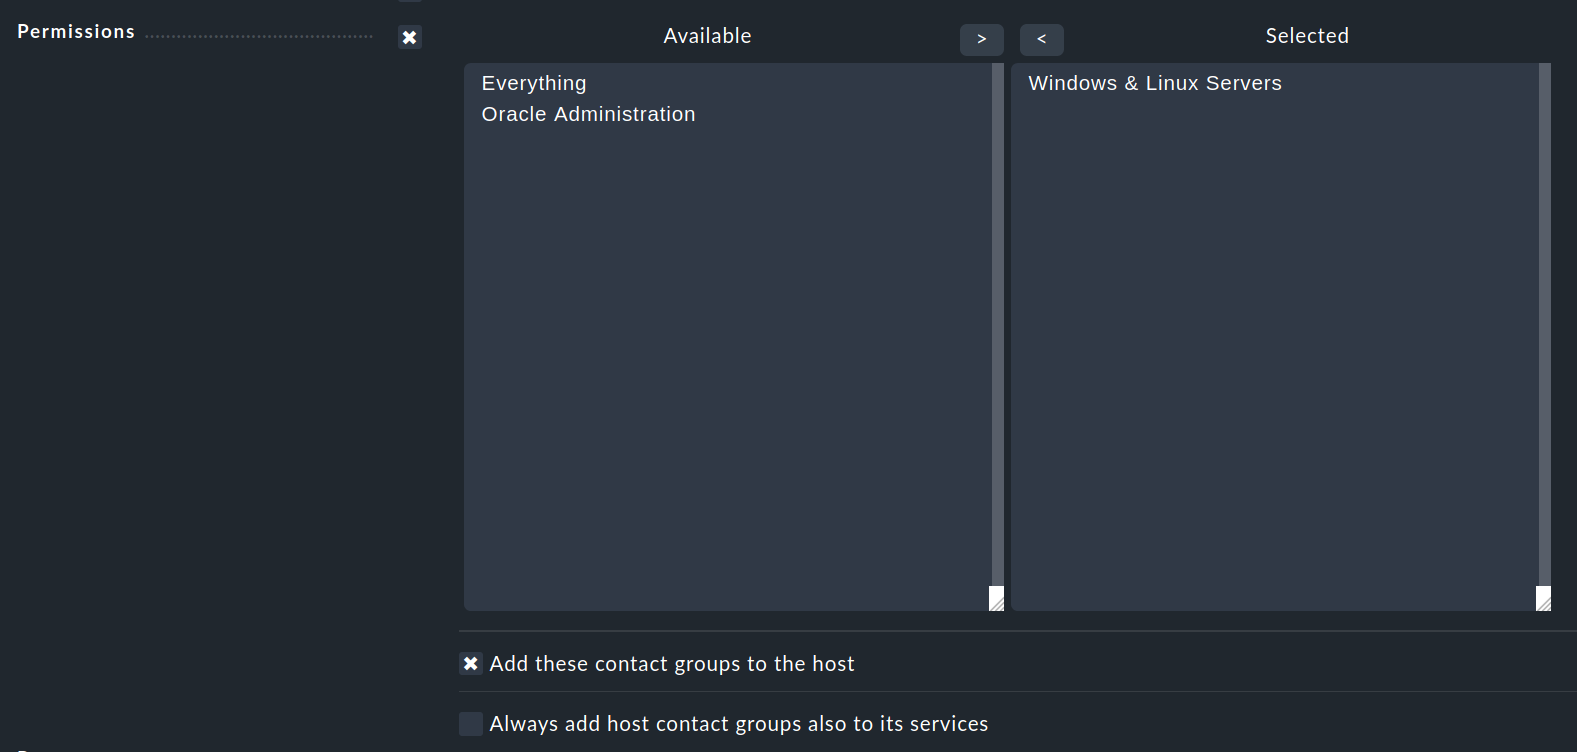 Permissions
Available > < Selected
Everything
Oracle Administration
Windows & Linux Servers
Add these contact groups to the host
Always add host contact groups also to its services